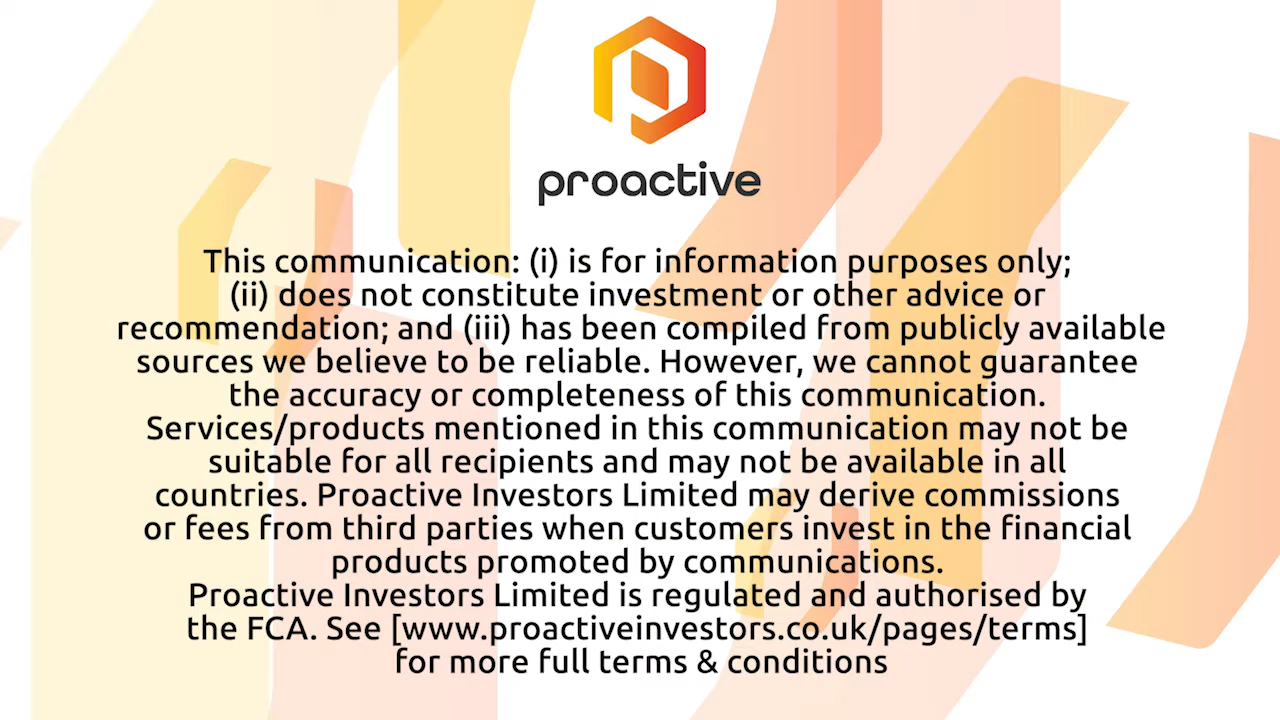 proactive
This communication: (i) is for information purposes only;
(ii) does not constitute investment or other advice or
recommendation; and (iii) has been compiled from publicly available
sources we believe to be reliable. However, we cannot guarantee
the accuracy or completeness of this communication.
Services/products mentioned in this communication may not be
suitable for all recipients and may not be available in all
countries. Proactive Investors Limited may derive commissions
or fees from third parties when customers invest in the financial
products promoted by communications.
Proactive Investors Limited is regulated and authorised by
the FCA. See [www.proactiveinvestors.co.uk/pages/terms]
for more full terms & conditions